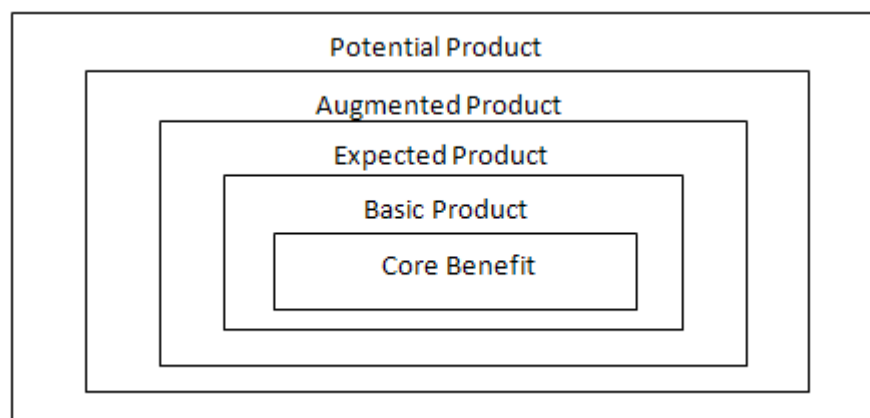 Potential Product
Augmented Product
Expected Product
Basic Product
Core Benefit